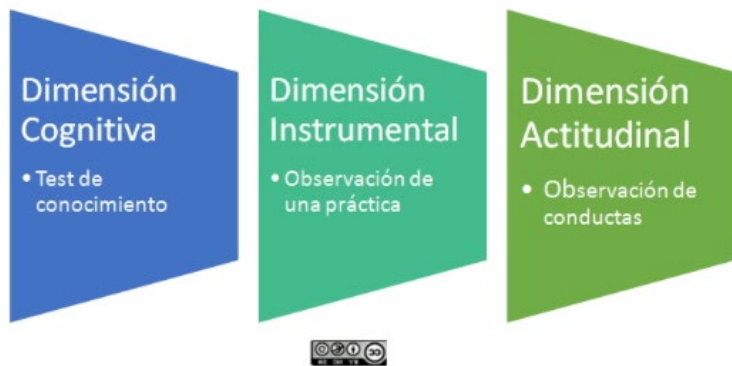 Dimensión
Cognitiva
• Test de
conocimiento
Dimensión
Instrumental
• Observación de
una práctica
Dimensión
Actitudinal
• Observación de
conductas